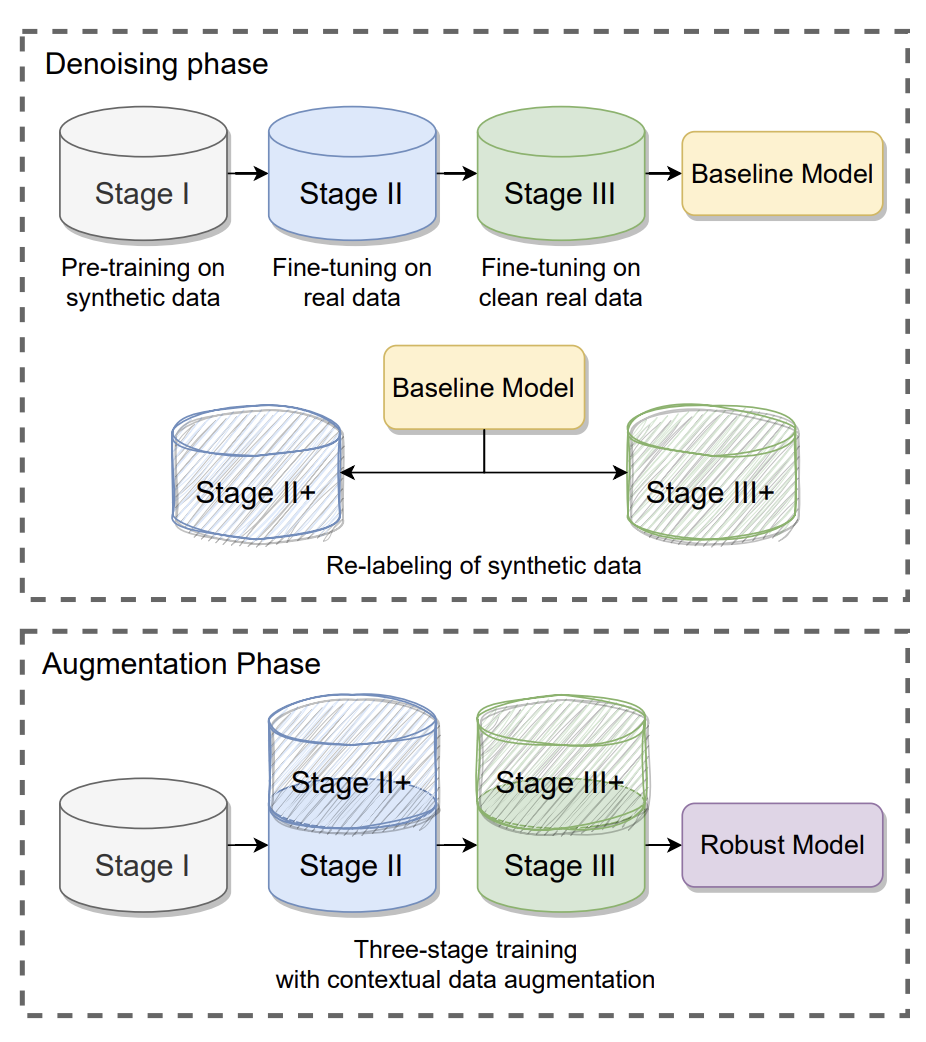 Denoising phase
Stage I
Stage II
Stage III
Baseline Model
Pre-training on
synthetic data
Fine-tuning on
real data
Fine-tuning on
clean real data
Baseline Model
Stage II+
Stage III+
Re-labeling of synthetic data
Augmentation Phase
Stage II+
Stage III+
Stage I
Stage II
Stage III
Robust Model
Three-stage training
with contextual data augmentation